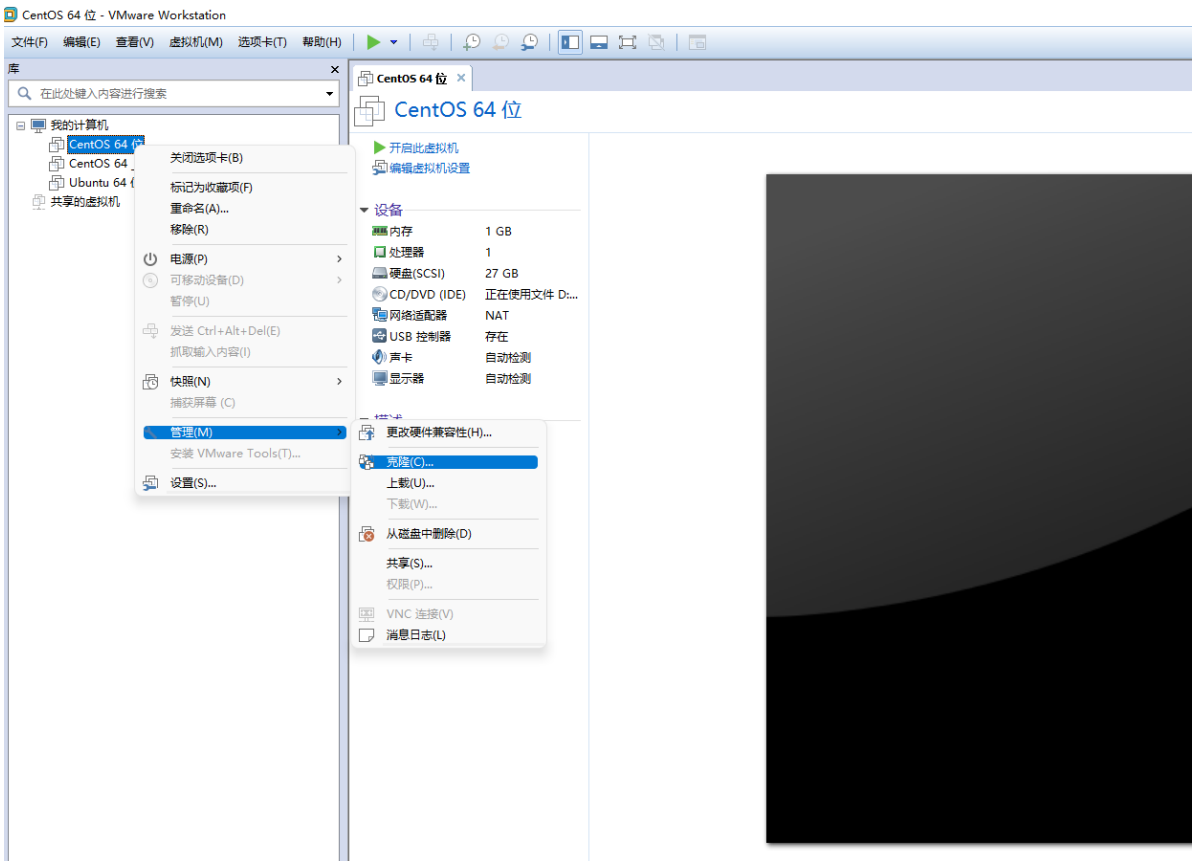 CentOS 64 位 - VMware Workstation
文件(F) 编辑(E) 查看(V) 虚拟机(M) 选项卡(T) 帮助(H)
库
在此处键入内容进行搜索
我的计算机
CentOS 64 位
CentOS 64
Ubuntu 64
共享的虚拟机
关闭选项卡(B)
标记为收藏项(F)
重命名(A)...
移除(R)
电源(P)
可移动设备(D)
暂停(U)
发送 Ctrl+Alt+Del(E)
抓取输入内容(I)
快照(N)
捕获屏幕 (C)
管理(M)
安装 VMware Tools(T)...
设置(S)...
更改硬件兼容性(H)...
克隆(C)...
上载(U)...
下载(W)...
从磁盘中删除(D)
共享(S)...
权限(P)...
VNC 连接(V)
消息日志(L)
CentOS 64 位
CentOS 64 位
开启此虚拟机
编辑虚拟机设置
设备
内存 1 GB
处理器 1
硬盘(SCSI) 27 GB
CD/DVD (IDE) 正在使用文件 D:...
网络适配器 NAT
USB 控制器 存在
声卡 自动检测
显示器 自动检测